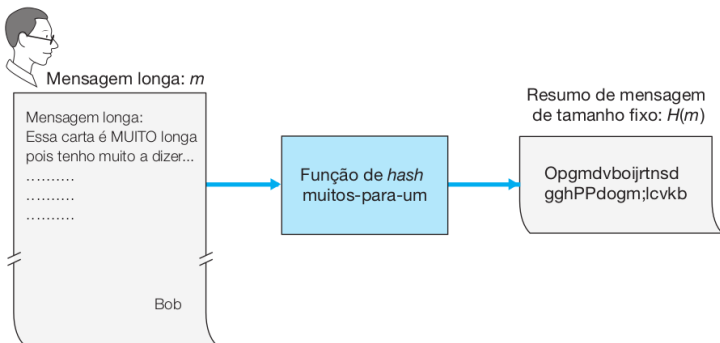 Mensagem longa: m
Mensagem longa:
Essa carta é MUITO longa
pois tenho muito a dizer...
..........
..........
..........
Bob
Função de hash
muitos-para-um
Resumo de mensagem
de tamanho fixo: H(m)
Opgmdvboijrtnsd
gghPPdogm;lcvkb